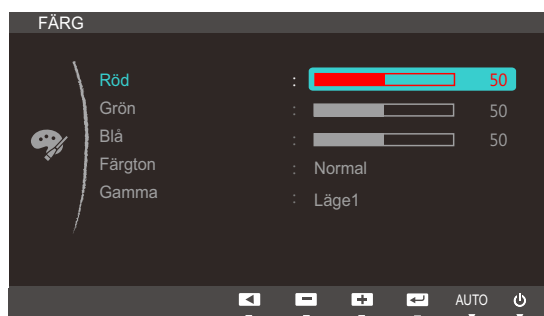 FÄRG
Röd : 50
Grön : 50
Blå : 50
Färgton : Normal
Gamma : Läge1
AUTO